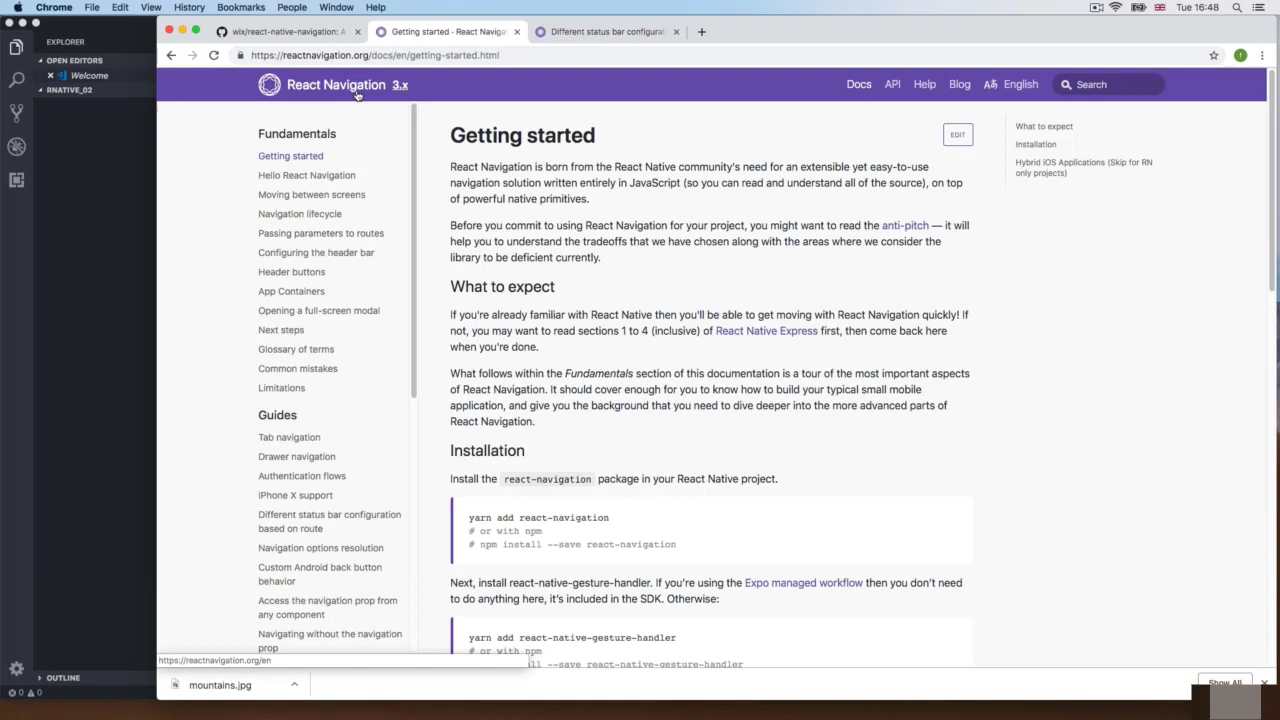 Chrome File Edit View History Bookmarks People Window Help Tue 16:48
EXPLORER
OPEN EDITORS
Welcome
RNATIVE_02
OUTLINE
0 0
wix/react-native-navigation: A
Getting started · React Naviga
Different status bar configurat
https://reactnavigation.org/docs/en/getting-started.html
React Navigation 3.x
Docs API Help Blog English Search
Fundamentals
Getting started
Hello React Navigation
Moving between screens
Navigation lifecycle
Passing parameters to routes
Configuring the header bar
Header buttons
App Containers
Opening a full-screen modal
Next steps
Glossary of terms
Common mistakes
Limitations
Guides
Tab navigation
Drawer navigation
Authentication flows
iPhone X support
Different status bar configuration
based on route
Navigation options resolution
Custom Android back button
behavior
Access the navigation prop from
any component
Navigating without the navigation
prop
Getting started
EDIT
React Navigation is born from the React Native community's need for an extensible yet easy-to-use
navigation solution written entirely in JavaScript (so you can read and understand all of the source), on top
of powerful native primitives.
Before you commit to using React Navigation for your project, you might want to read the anti-pitch — it will
help you to understand the tradeoffs that we have chosen along with the areas where we consider the
library to be deficient currently.
What to expect
If you're already familiar with React Native then you'll be able to get moving with React Navigation quickly! If
not, you may want to read sections 1 to 4 (inclusive) of React Native Express first, then come back here
when you're done.
What follows within the Fundamentals section of this documentation is a tour of the most important aspects
of React Navigation. It should cover enough for you to know how to build your typical small mobile
application, and give you the background that you need to dive deeper into the more advanced parts of
React Navigation.
Installation
Install the react-navigation package in your React Native project.
yarn add react-navigation
# or with npm
# npm install --save react-navigation
Next, install react-native-gesture-handler. If you're using the Expo managed workflow then you don't need
to do anything here, it's included in the SDK. Otherwise:
yarn add react-native-gesture-handler
# or with npm
install --save react-native-gesture-handler
What to expect
Installation
Hybrid iOS Applications (Skip for RN
only projects)
https://reactnavigation.org/en
mountains.jpg
Show All